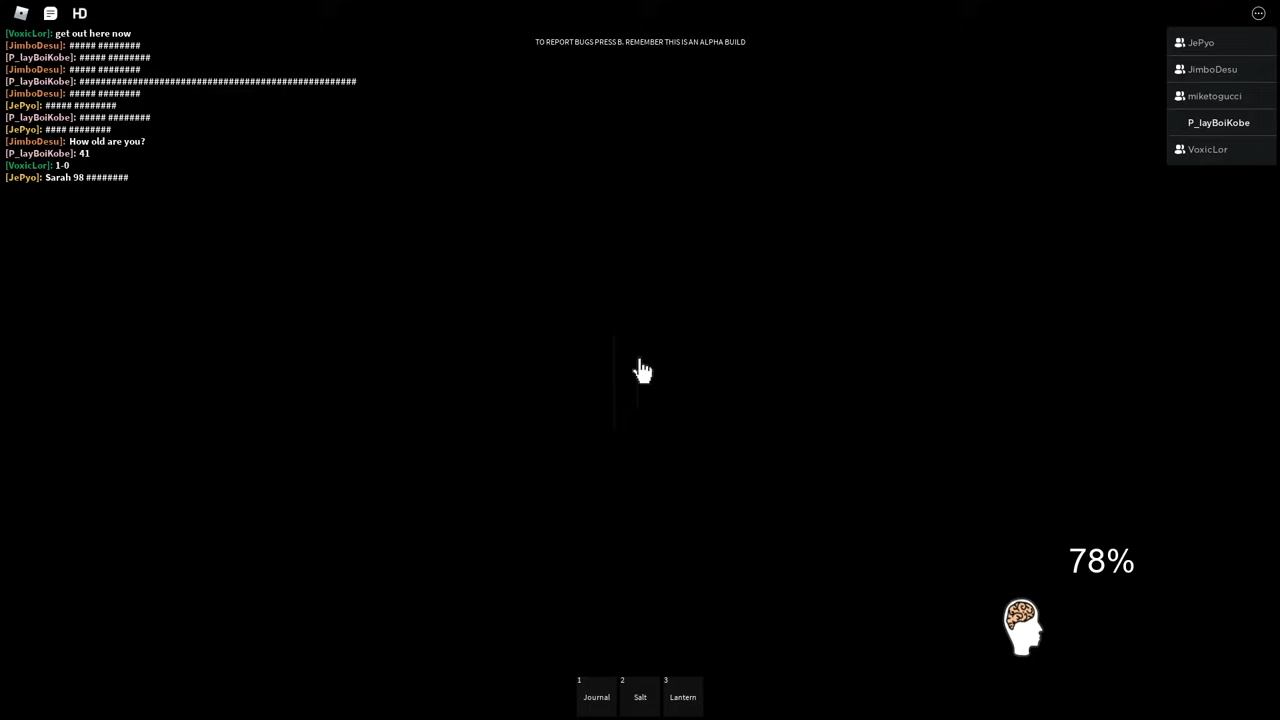 HD
[VoxicLor]: get out here now
[JimboDesu]: ##### ########
[P_layBoiKobe]: ##### ########
[JimboDesu]: ##### ########
[P_layBoiKobe]: ####################################################
[JimboDesu]: ##### ########
[JePyo]: ##### ########
[P_layBoiKobe]: ##### ########
[JePyo]: #### ########
[JimboDesu]: How old are you?
[P_layBoiKobe]: 41
[VoxicLor]: 1-0
[JePyo]: Sarah 98 ########
TO REPORT BUGS PRESS B. REMEMBER THIS IS AN ALPHA BUILD
JePyo
JimboDesu
miketogucci
P_layBoiKobe
VoxicLor
78%
1 Journal
2 Salt
3 Lantern